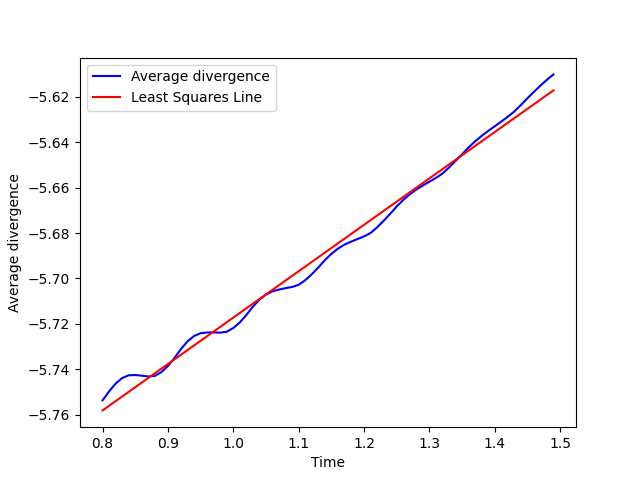 Average divergence
Least Squares Line
Average divergence
−5.62
−5.64
−5.66
−5.68
−5.70
−5.72
−5.74
−5.76
0.8 0.9 1.0 1.1 1.2 1.3 1.4 1.5
Time